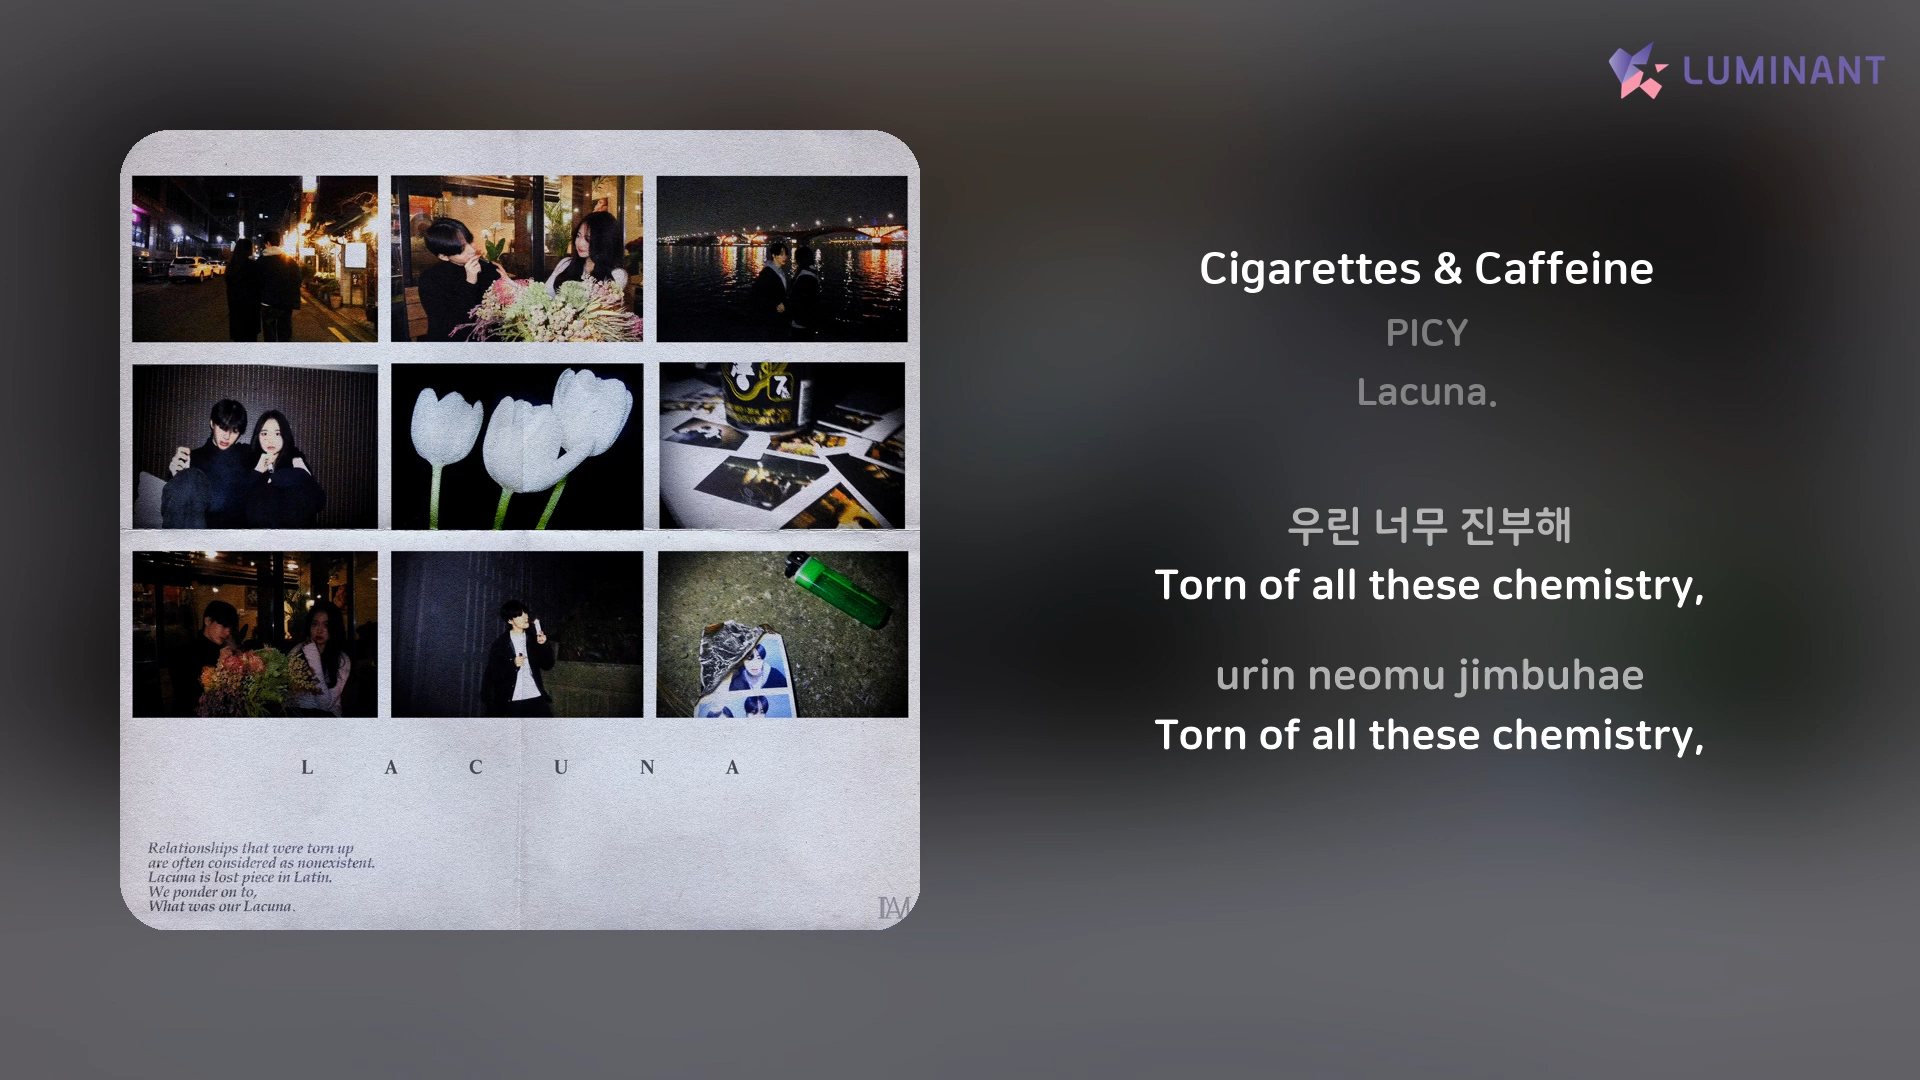 LUMINANT
Cigarettes & Caffeine
PICY
Lacuna.
우린 너무 진부해
Torn of all these chemistry,
urin neomu jimbuhae
Torn of all these chemistry,
L A C U N A
Relationships that were torn up
are often considered as nonexistent.
Lacuna is lost piece in Latin.
We ponder on to,
What was our Lacuna.